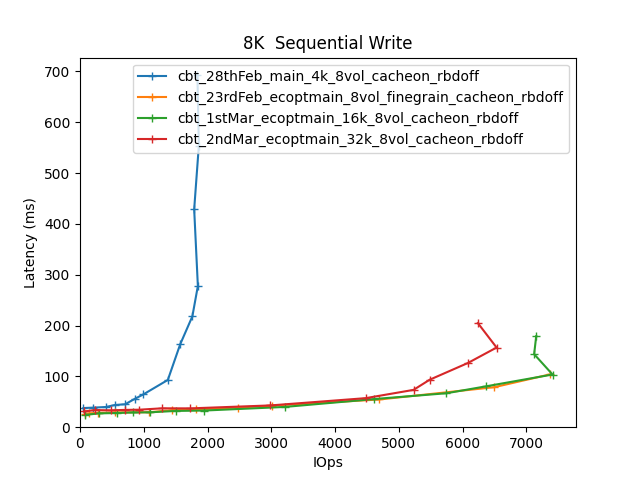 8K  Sequential Write
cbt_28thFeb_main_4k_8vol_cacheon_rbdoff
cbt_23rdFeb_ecoptmain_8vol_finegrain_cacheon_rbdoff
cbt_1stMar_ecoptmain_16k_8vol_cacheon_rbdoff
cbt_2ndMar_ecoptmain_32k_8vol_cacheon_rbdoff
Latency (ms)
700
600
500
400
300
200
100
0
0 1000 2000 3000 4000 5000 6000 7000
IOps